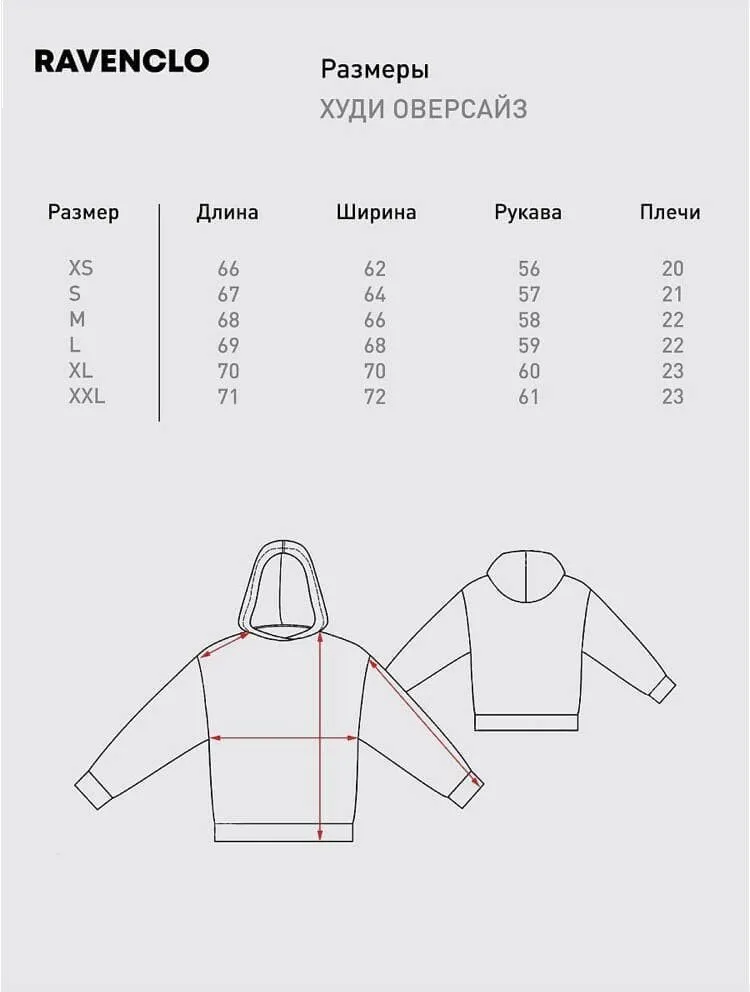 RAVENCLO
Размеры
ХУДИ ОВЕРСАЙЗ
Размер Длина Ширина Рукава Плечи
XS 66 62 56 20
S 67 64 57 21
M 68 66 58 22
L 69 68 59 22
XL 70 70 60 23
XXL 71 72 61 23